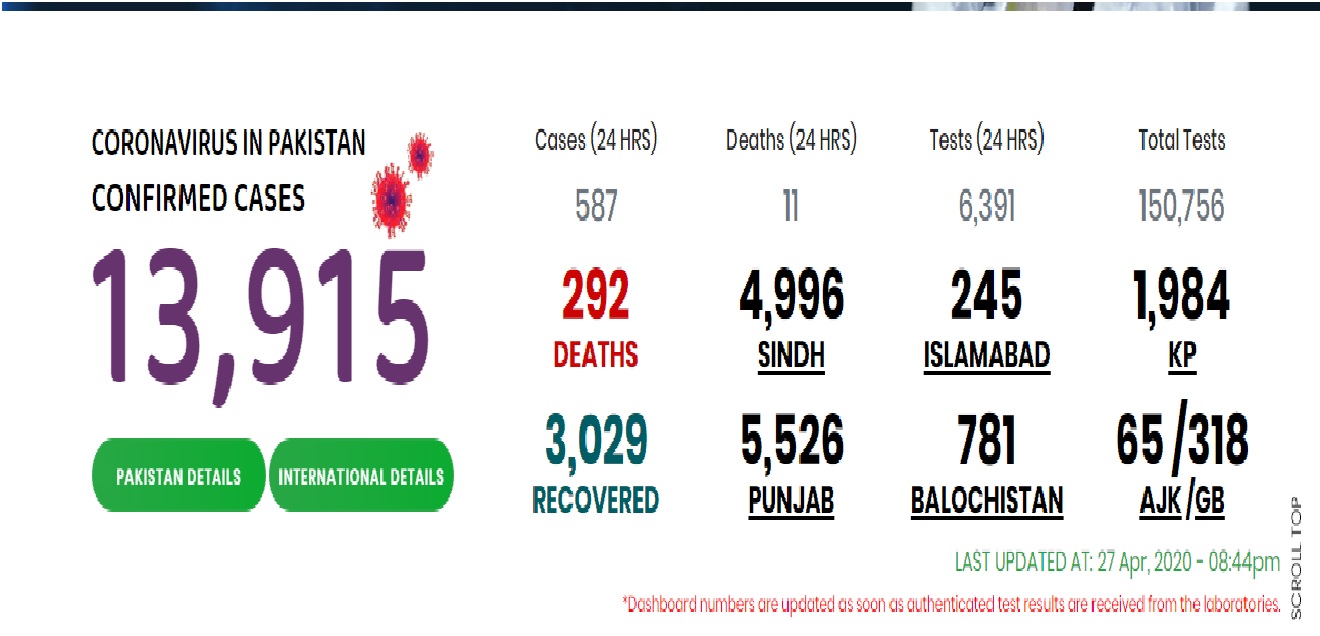 CORONAVIRUS IN PAKISTAN
CONFIRMED CASES
13,915
PAKISTAN DETAILS INTERNATIONAL DETAILS
Cases (24 HRS) Deaths (24 HRS) Tests (24 HRS) Total Tests
587 11 6,391 150,756
292 4,996 245 1,984
DEATHS SINDH ISLAMABAD KP
3,029 5,526 781 65 /318
RECOVERED PUNJAB BALOCHISTAN AJK /GB
LAST UPDATED AT: 27 Apr, 2020 - 08:44pm
*Dashboard numbers are updated as soon as authenticated test results are received from the laboratories.
SCROLL TOP